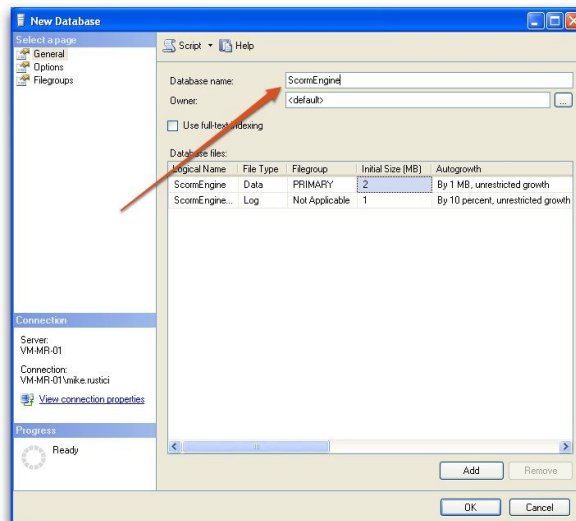 New Database
Select a page
General
Options
Filegroups
Script
Help
Database name:
ScormEngine
Owner:
<default>
...
Use full-text indexing
Database files:
Logical Name File Type Filegroup Initial Size (MB) Autogrowth
ScormEngine Data PRIMARY 2 By 1 MB, unrestricted growth
ScormEngine... Log Not Applicable 1 By 10 percent, unrestricted growth
Connection
Server:
VM-MR-01
Connection:
VM-MR-01\mike.rustici
View connection properties
Progress
Ready
Add
Remove
OK
Cancel